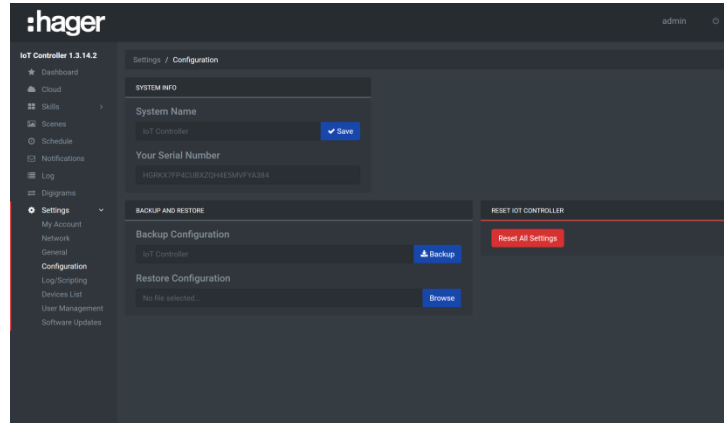 :hager
admin
IoT Controller 1.3.14.2
Dashboard
Cloud
Skills
Scenes
Schedule
Notifications
Log
Digigrams
Settings
My Account
Network
General
Configuration
Log/Scripting
Devices List
User Management
Software Updates
Settings / Configuration
SYSTEM INFO
System Name
IoT Controller
Save
Your Serial Number
HGRKX7FP4CUBXZQH4E5MVFYA384
BACKUP AND RESTORE
Backup Configuration
IoT Controller
Backup
Restore Configuration
No file selected...
Browse
RESET IOT CONTROLLER
Reset All Settings